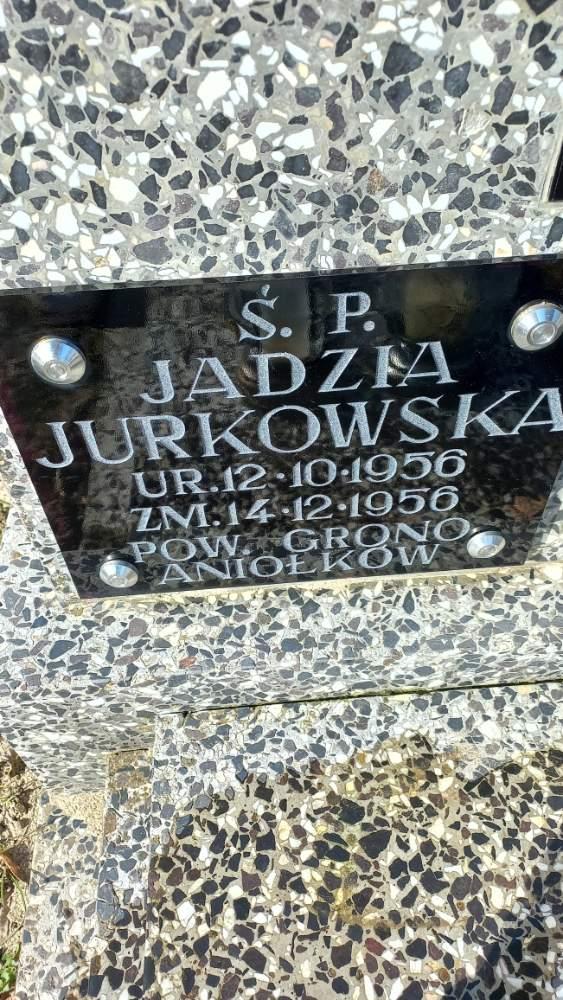 Ś. P.
JADZIA
JURKOWSKA
UR.12·10·1956
ZM.14·12·1956
POW. GRONO
ANIOŁKÓW